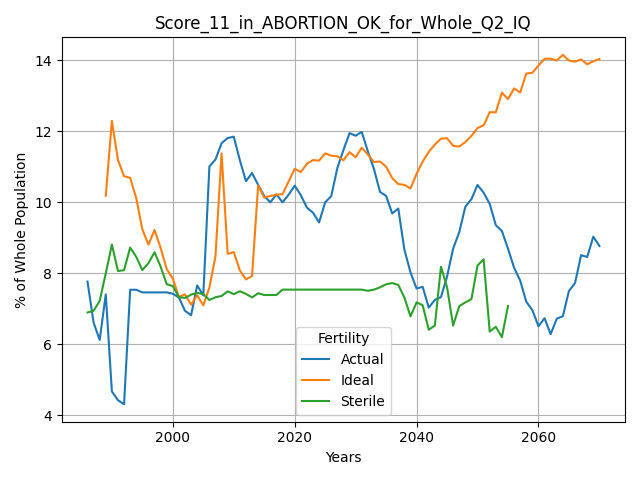 Score_11_in_ABORTION_OK_for_Whole_Q2_IQ
% of Whole Population
14
12
10
8
6
4
Fertility
Actual
Ideal
Sterile
2000 2020 2040 2060
Years